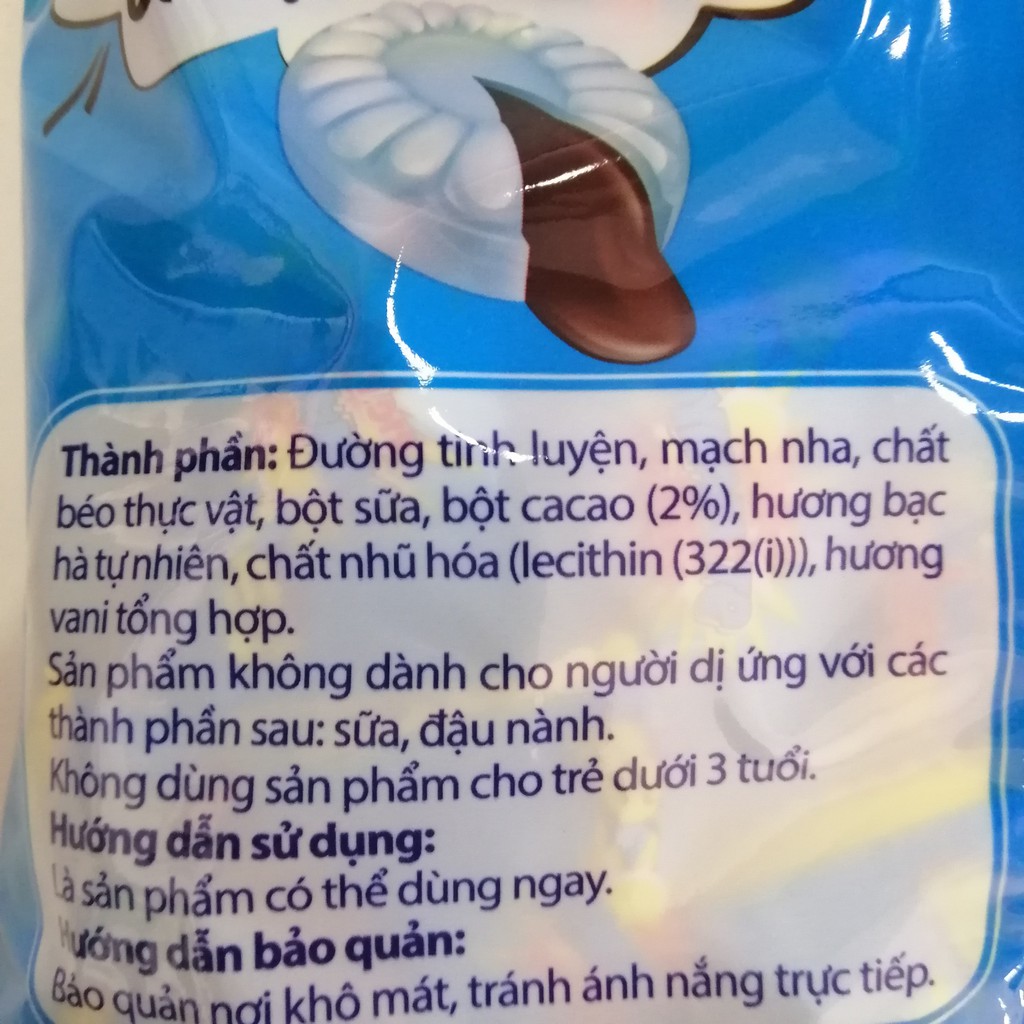 Thành phần: Đường tinh luyện, mạch nha, chất
béo thực vật, bột sữa, bột cacao (2%), hương bạc
hà tự nhiên, chất nhũ hóa (lecithin (322(i))), hương
vani tổng hợp.
Sản phẩm không dành cho người dị ứng với các
thành phần sau: sữa, đậu nành.
Không dùng sản phẩm cho trẻ dưới 3 tuổi.
Hướng dẫn sử dụng:
Là sản phẩm có thể dùng ngay.
Hướng dẫn bảo quản:
Bảo quản nơi khô mát, tránh ánh nắng trực tiếp.